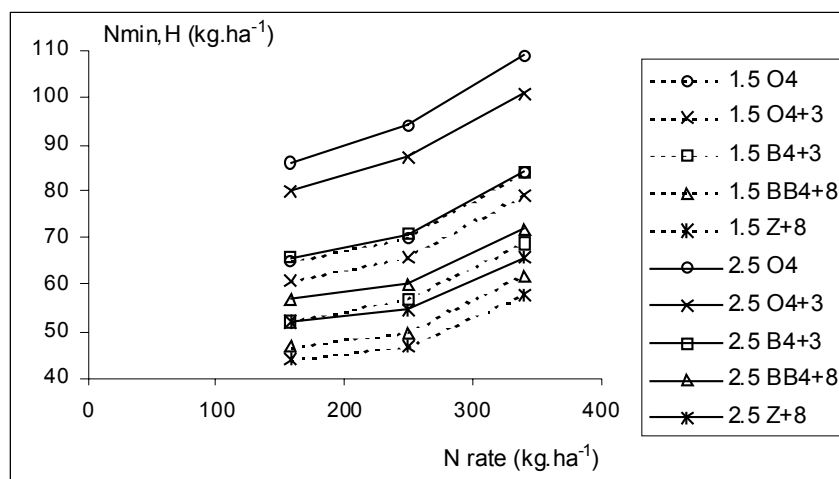 Nmin,H (kg.ha-1)
110
100
90
80
70
60
50
40
0
100
200
300
400
N rate (kg.ha-1)
1.5 O4
1.5 O4+3
1.5 B4+3
1.5 BB4+8
1.5 Z+8
2.5 O4
2.5 O4+3
2.5 B4+3
2.5 BB4+8
2.5 Z+8